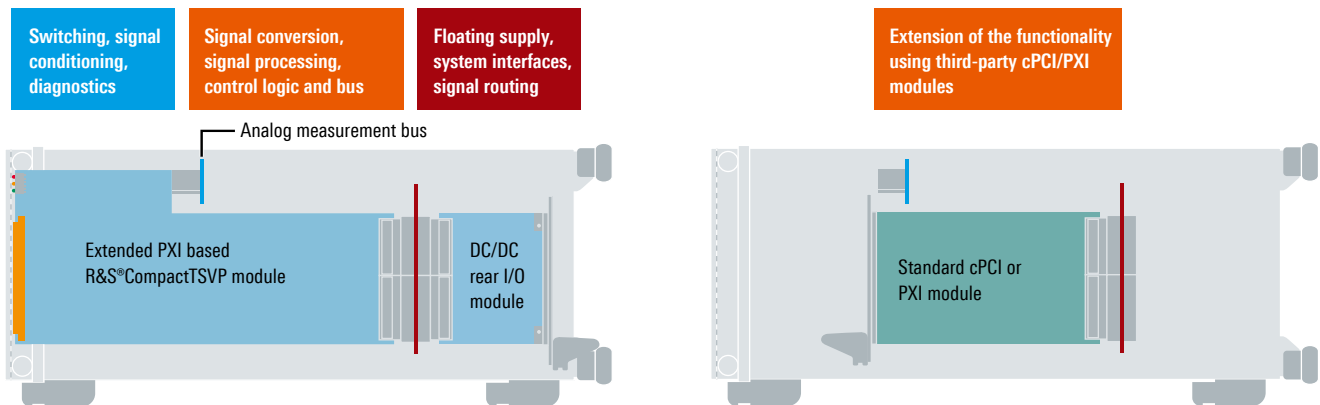 Switching, signal
conditioning,
diagnostics
Signal conversion,
signal processing,
control logic and bus
Floating supply,
system interfaces,
signal routing
Extension of the functionality
using third-party cPCI/PXI
modules
Analog measurement bus
Extended PXI based
R&S®CompactTSVP module
DC/DC
rear I/O
module
Standard cPCI or
PXI module